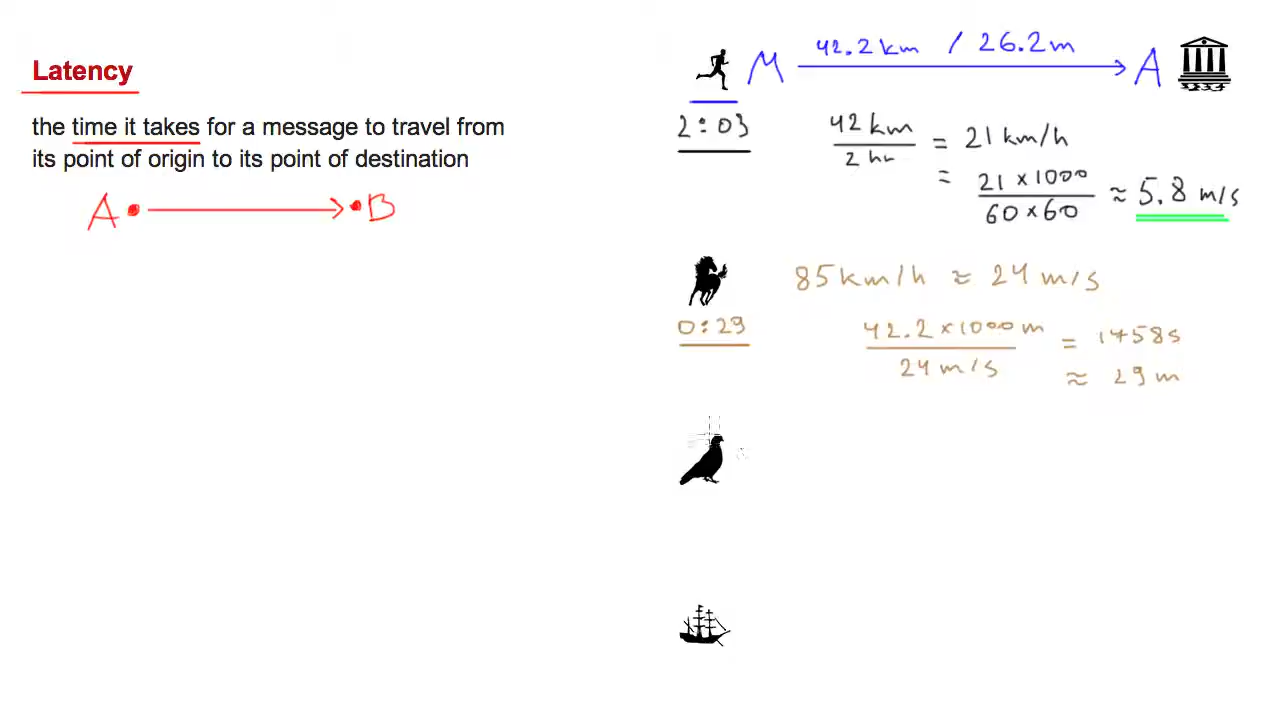 Latency
the time it takes for a message to travel from
its point of origin to its point of destination
A B
M 42.2 km / 26.2 m A
2:03
42 km / 2 hr = 21 km/h
= 21 × 1000 / 60 × 60 ≈ 5.8 m/s
85 km/h ≈ 24 m/s
0:29
42.2 × 1000 m / 24 m/s = 1758 s
≈ 29 m